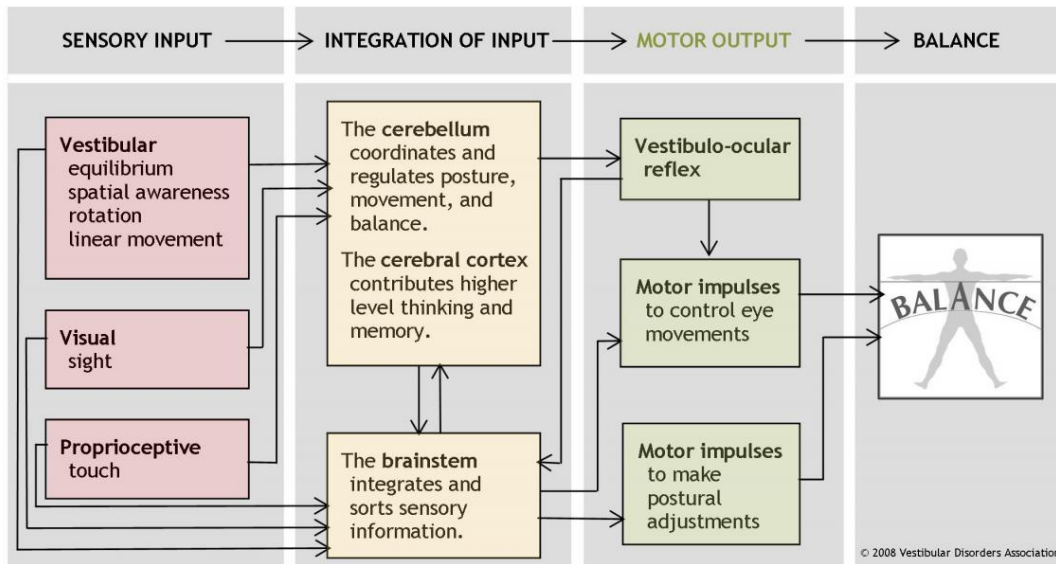 SENSORY INPUT
INTEGRATION OF INPUT
MOTOR OUTPUT
BALANCE
Vestibular
equilibrium
spatial awareness
rotation
linear movement
Visual
sight
Proprioceptive
touch
The cerebellum
coordinates and
regulates posture,
movement, and
balance.
The cerebral cortex
contributes higher
level thinking and
memory.
The brainstem
integrates and
sorts sensory
information.
Vestibulo-ocular
reflex
Motor impulses
to control eye
movements
Motor impulses
to make
postural
adjustments
BALANCE
© 2008 Vestibular Disorders Association